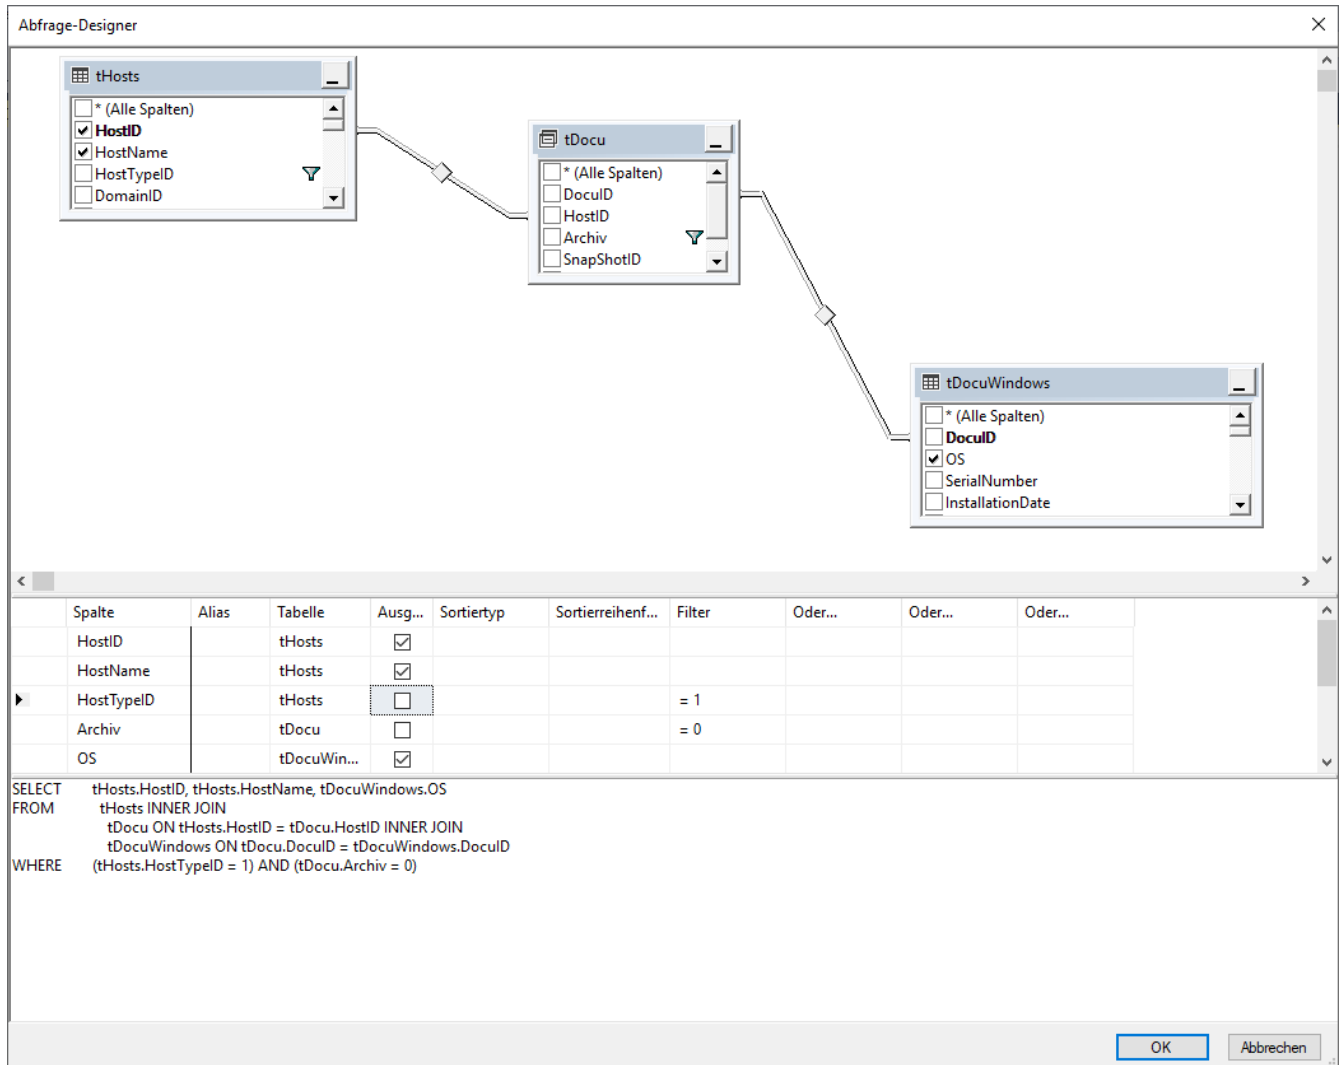 Abfrage-Designer
tHosts
* (Alle Spalten)
HostID
HostName
HostTypeID
DomainID
tDocu
* (Alle Spalten)
DocuID
HostID
Archiv
SnapShotID
tDocuWindows
* (Alle Spalten)
DocuID
OS
SerialNumber
InstallationDate
Spalte Alias Tabelle Ausg... Sortiertyp Sortierreihenf... Filter Oder... Oder... Oder...
HostID tHosts
HostName tHosts
HostTypeID tHosts = 1
Archiv tDocu = 0
OS tDocuWin...
SELECT tHosts.HostID, tHosts.HostName, tDocuWindows.OS
FROM tHosts INNER JOIN
tDocu ON tHosts.HostID = tDocu.HostID INNER JOIN
tDocuWindows ON tDocu.DocuID = tDocuWindows.DocuID
WHERE (tHosts.HostTypeID = 1) AND (tDocu.Archiv = 0)
OK Abbrechen